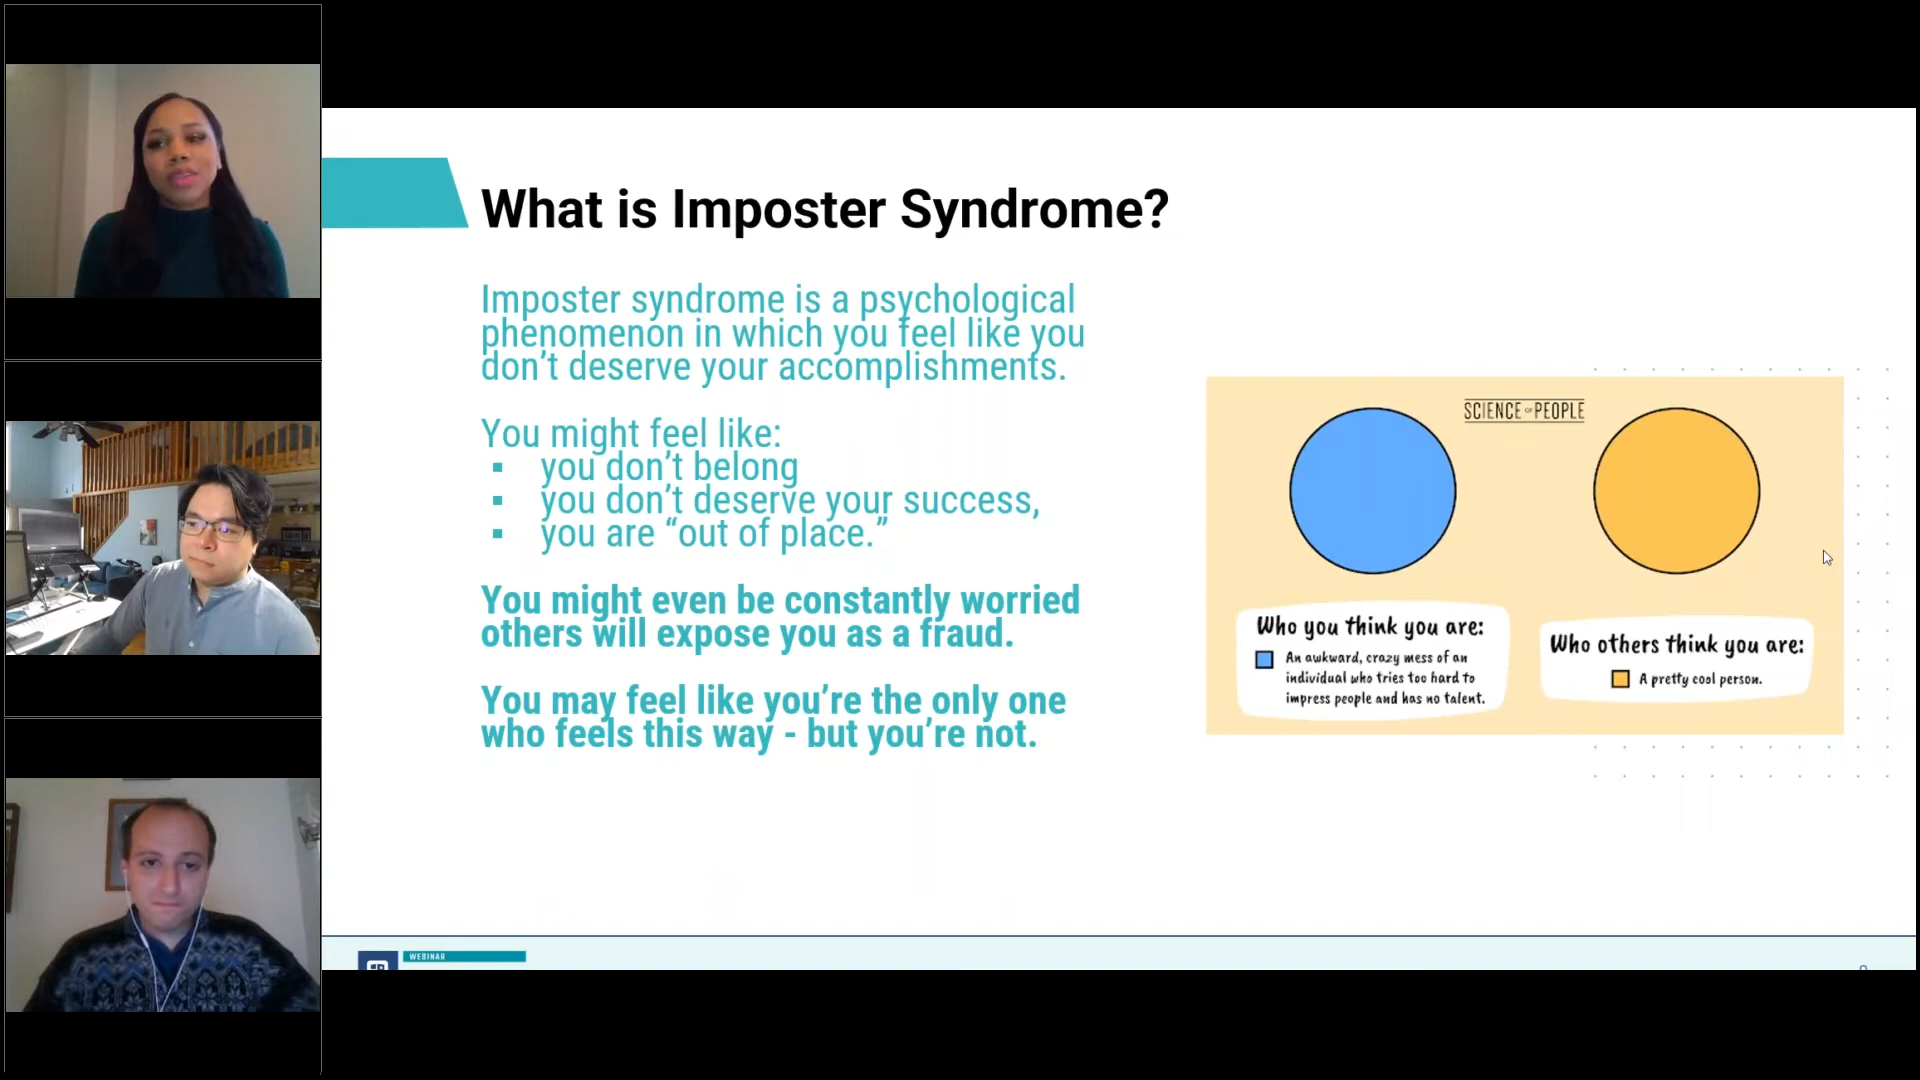 What is Imposter Syndrome?
Imposter syndrome is a psychological
phenomenon in which you feel like you
don’t deserve your accomplishments.
You might feel like:
▪ you don’t belong
▪ you don’t deserve your success,
▪ you are “out of place.”
You might even be constantly worried
others will expose you as a fraud.
You may feel like you’re the only one
who feels this way - but you’re not.
SCIENCE OF PEOPLE
Who you think you are:
An awkward, crazy mess of an
individual who tries too hard to
impress people and has no talent.
Who others think you are:
A pretty cool person.
WEBINAR